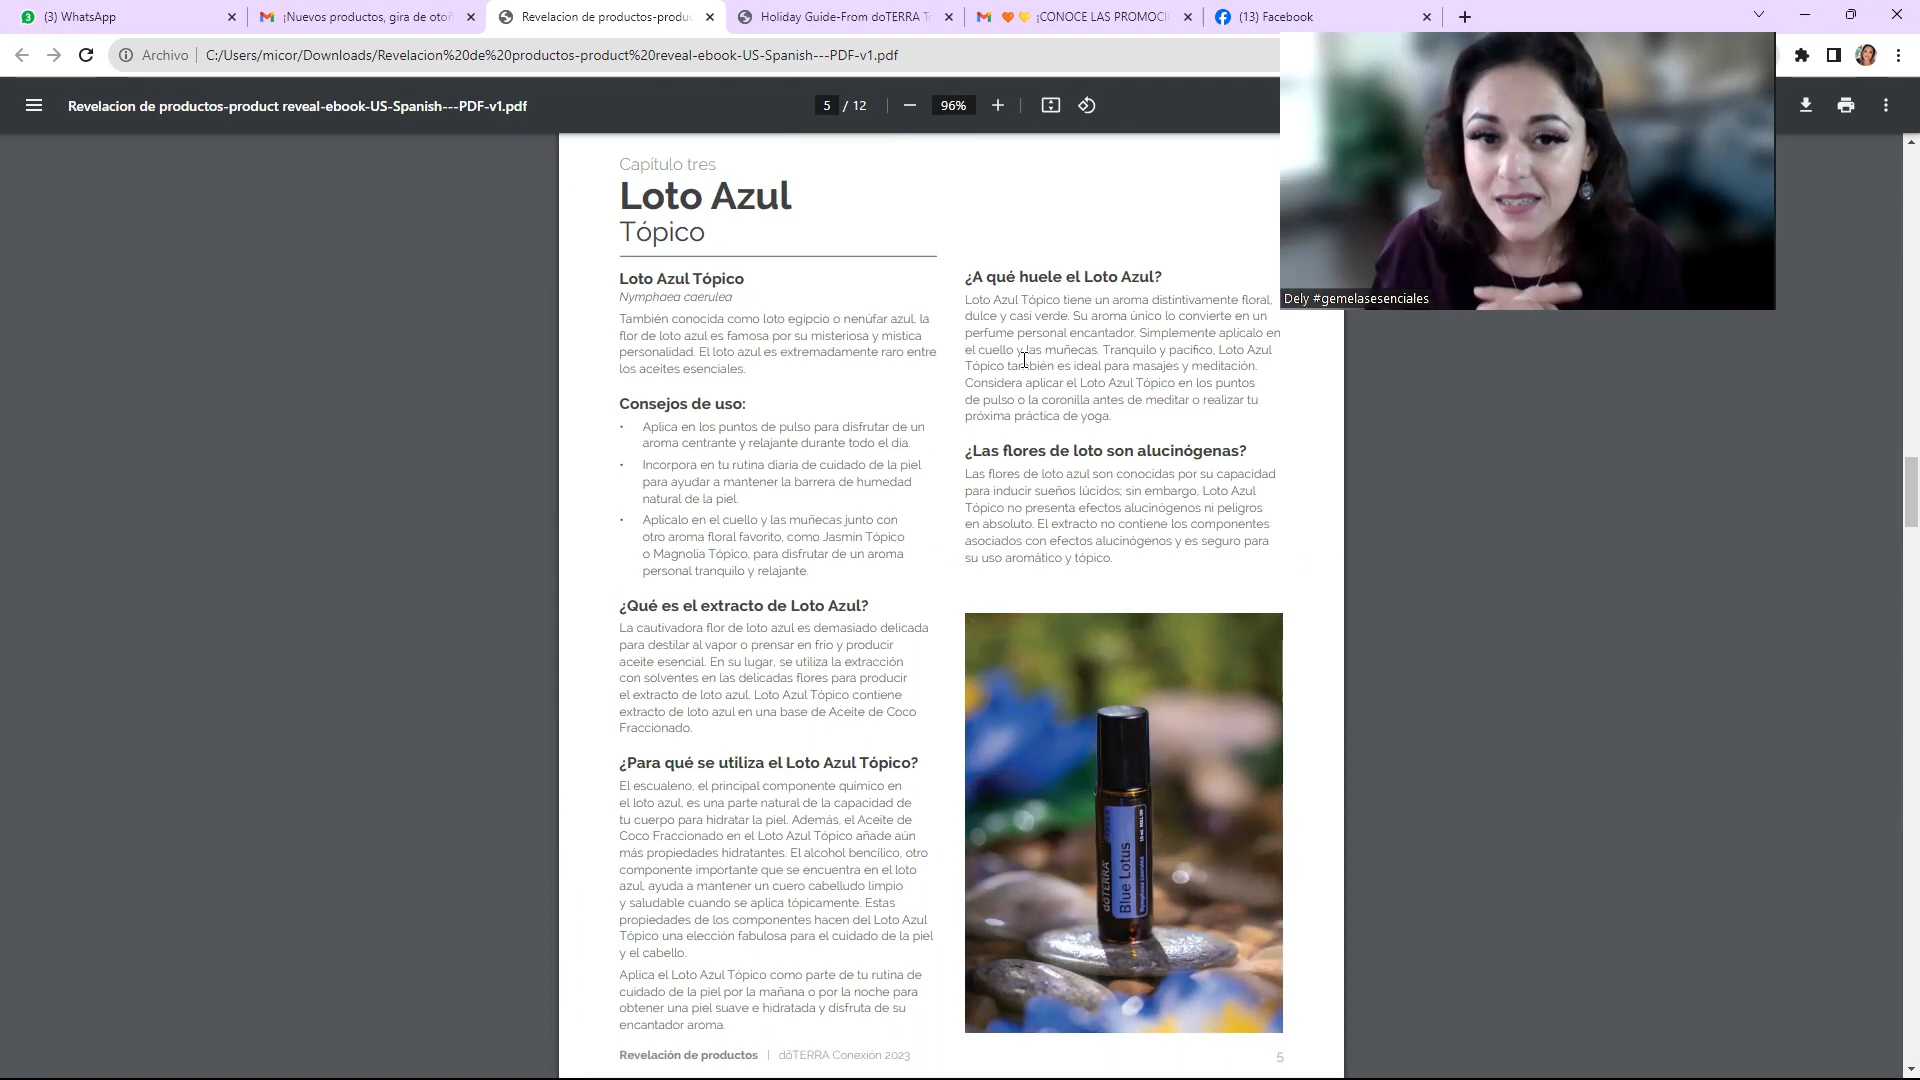 (3) WhatsApp
¡Nuevos productos, gira de otoñ
Revelacion de productos-produc
Holiday Guide-From doTERRA T
¡CONOCE LAS PROMOCI
(13) Facebook
Archivo
C:/Users/micor/Downloads/Revelacion%20de%20productos-product%20reveal-ebook-US-Spanish---PDF-v1.pdf
Revelacion de productos-product reveal-ebook-US-Spanish---PDF-v1.pdf
5 / 12
96%
Dely #gemelasesenciales
Capitulo tres
Loto Azul
Tópico
Loto Azul Tópico
Nymphaea caerulea
También conocida como loto egipcio o nenúfar azul, la
flor de loto azul es famosa por su misteriosa y mística
personalidad. El loto azul es extremadamente raro entre
los aceites esenciales.
Consejos de uso:
• Aplica en los puntos de pulso para disfrutar de un
aroma centrante y relajante durante todo el día.
• Incorpora en tu rutina diaria de cuidado de la piel
para ayudar a mantener la barrera de humedad
natural de la piel.
• Aplícalo en el cuello y las muñecas junto con
otro aroma floral favorito, como Jasmín Tópico
o Magnolia Tópico, para disfrutar de un aroma
personal tranquilo y relajante.
¿Qué es el extracto de Loto Azul?
La cautivadora flor de loto azul es demasiado delicada
para destilar al vapor o prensar en frío y producir
aceite esencial. En su lugar, se utiliza la extracción
con solventes en las delicadas flores para producir
el extracto de loto azul. Loto Azul Tópico contiene
extracto de loto azul en una base de Aceite de Coco
Fraccionado.
¿Para qué se utiliza el Loto Azul Tópico?
El escualeno, el principal componente químico en
el loto azul, es una parte natural de la capacidad de
tu cuerpo para hidratar la piel. Además, el Aceite de
Coco Fraccionado en el Loto Azul Tópico añade aún
más propiedades hidratantes. El alcohol bencílico, otro
componente importante que se encuentra en el loto
azul, ayuda a mantener un cuero cabelludo limpio
y saludable cuando se aplica tópicamente. Estas
propiedades de los componentes hacen del Loto Azul
Tópico una elección fabulosa para el cuidado de la piel
y el cabello.
Aplica el Loto Azul Tópico como parte de tu rutina de
cuidado de la piel por la mañana o por la noche para
obtener una piel suave e hidratada y disfruta de su
encantador aroma.
¿A qué huele el Loto Azul?
Loto Azul Tópico tiene un aroma distintivamente floral,
dulce y casi verde. Su aroma único lo convierte en un
perfume personal encantador. Simplemente aplícalo en
el cuello y las muñecas. Tranquilo y pacífico, Loto Azul
Tópico también es ideal para masajes y meditación.
Considera aplicar el Loto Azul Tópico en los puntos
de pulso o la coronilla antes de meditar o realizar tu
próxima práctica de yoga.
¿Las flores de loto son alucinógenas?
Las flores de loto azul son conocidas por su capacidad
para inducir sueños lúcidos; sin embargo, Loto Azul
Tópico no presenta efectos alucinógenos ni peligros
en absoluto. El extracto no contiene los componentes
asociados con efectos alucinógenos y es seguro para
su uso aromático y tópico.
dōTERRA
Blue Lotus
Nymphaea caerulea
Revelación de productos | dōTERRA Conexión 2023
5